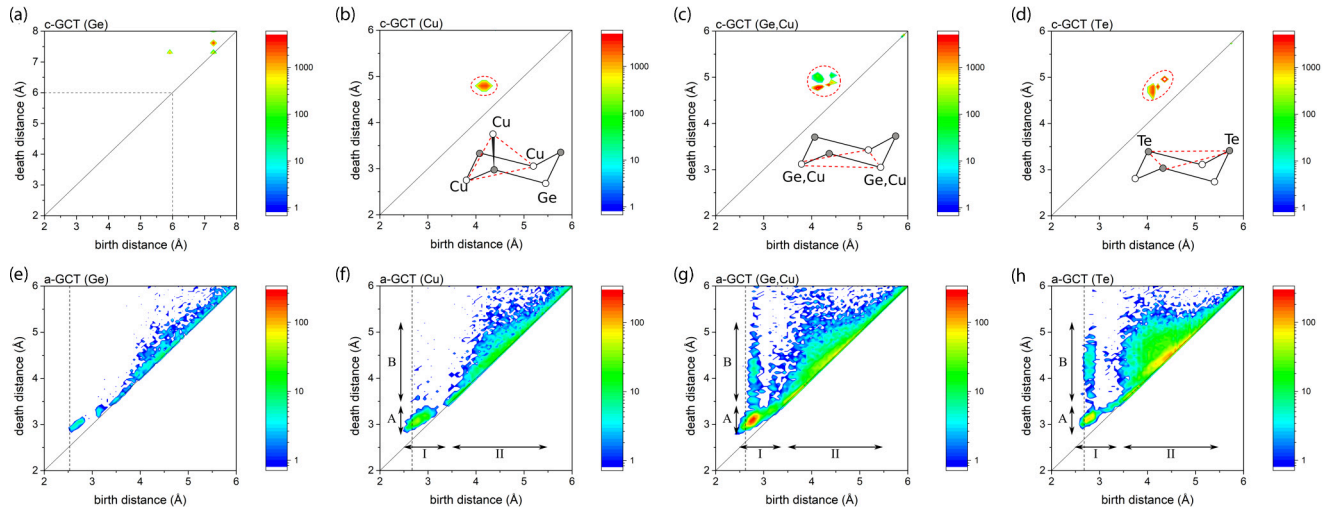 (a)
c-GCT (Ge)
8
7
6
5
4
3
2
2 3 4 5 6 7 8
death distance (Å)
birth distance (Å)
1000
100
10
1
(b)
c-GCT (Cu)
6
5
4
3
2
2 3 4 5 6
death distance (Å)
birth distance (Å)
Cu
Cu
Cu
Ge
1000
100
10
1
(c)
c-GCT (Ge,Cu)
6
5
4
3
2
2 3 4 5 6
death distance (Å)
birth distance (Å)
Ge,Cu
Ge,Cu
1000
100
10
1
(d)
c-GCT (Te)
6
5
4
3
2
2 3 4 5 6
death distance (Å)
birth distance (Å)
Te
Te
1000
100
10
1
(e)
a-GCT (Ge)
6
5
4
3
2
2 3 4 5 6
death distance (Å)
birth distance (Å)
100
10
1
(f)
a-GCT (Cu)
6
5
4
3
2
2 3 4 5 6
death distance (Å)
birth distance (Å)
B
A
I
II
100
10
1
(g)
a-GCT (Ge,Cu)
6
5
4
3
2
2 3 4 5 6
death distance (Å)
birth distance (Å)
B
A
I
II
100
10
1
(h)
a-GCT (Te)
6
5
4
3
2
2 3 4 5 6
death distance (Å)
birth distance (Å)
B
A
I
II
100
10
1